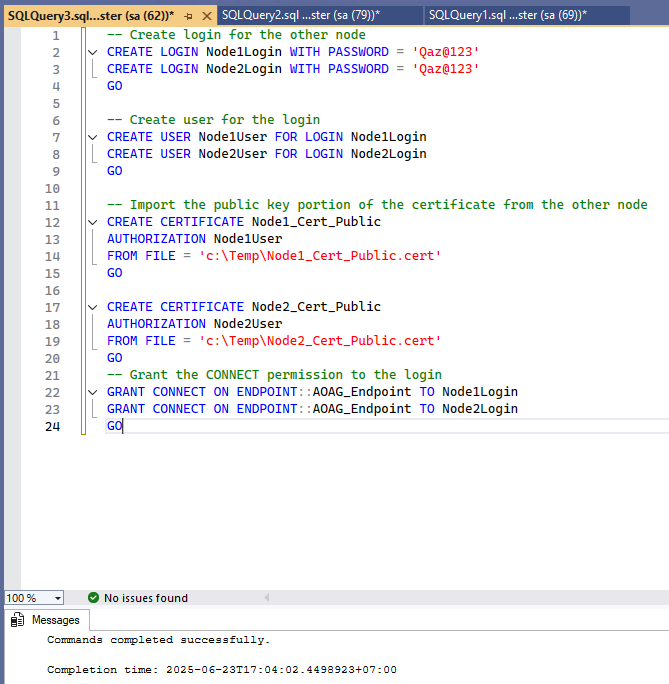 SQLQuery3.sql...ster (sa (62))* SQLQuery2.sql ...ster (sa (79))* SQLQuery1.sql ...ster (sa (69))*
1 -- Create login for the other node
2 CREATE LOGIN Node1Login WITH PASSWORD = 'Qaz@123'
3 CREATE LOGIN Node2Login WITH PASSWORD = 'Qaz@123'
4 GO
5
6 -- Create user for the login
7 CREATE USER Node1User FOR LOGIN Node1Login
8 CREATE USER Node2User FOR LOGIN Node2Login
9 GO
10
11 -- Import the public key portion of the certificate from the other node
12 CREATE CERTIFICATE Node1_Cert_Public
13 AUTHORIZATION Node1User
14 FROM FILE = 'c:\Temp\Node1_Cert_Public.cert'
15 GO
16
17 CREATE CERTIFICATE Node2_Cert_Public
18 AUTHORIZATION Node2User
19 FROM FILE = 'c:\Temp\Node2_Cert_Public.cert'
20 GO
21 -- Grant the CONNECT permission to the login
22 GRANT CONNECT ON ENDPOINT::AOAG_Endpoint TO Node1Login
23 GRANT CONNECT ON ENDPOINT::AOAG_Endpoint TO Node2Login
24 GO
100 % No issues found
Messages
Commands completed successfully.
Completion time: 2025-06-23T17:04:02.4498923+07:00